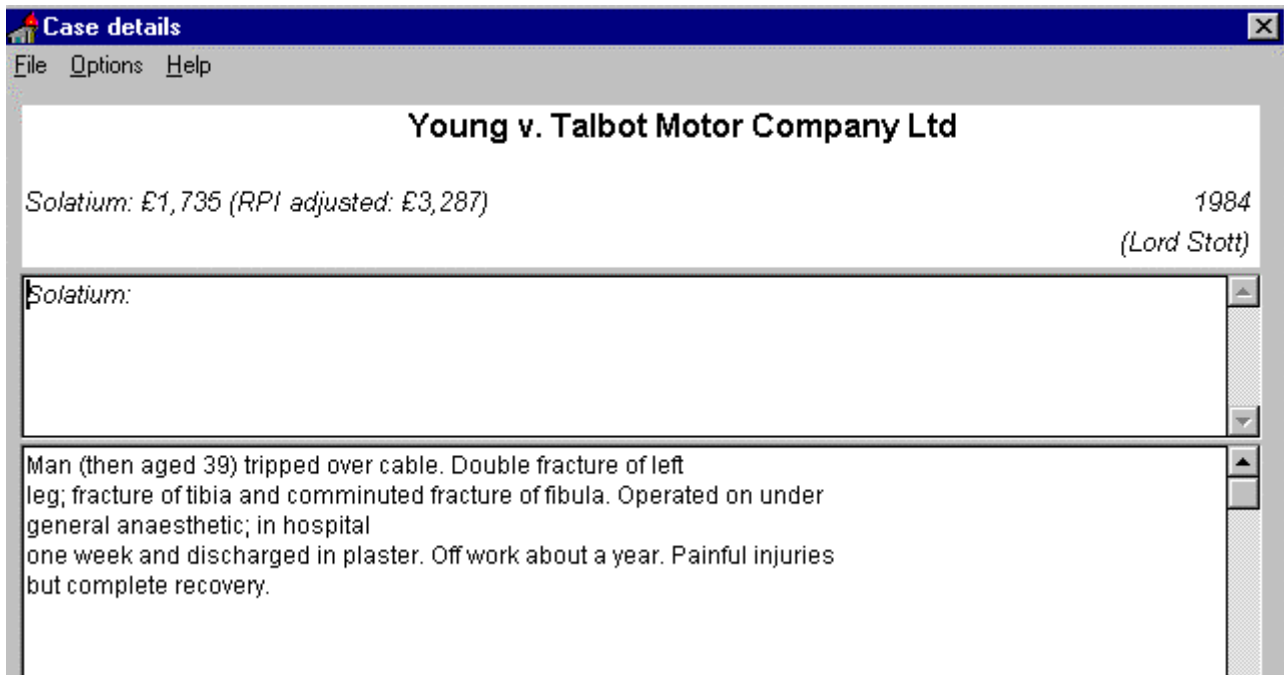 Case details
File Options Help
Young v. Talbot Motor Company Ltd
Solatium: £1,735 (RPI adjusted: £3,287) 1984
(Lord Stott)
Solatium:
Man (then aged 39) tripped over cable. Double fracture of left
leg; fracture of tibia and comminuted fracture of fibula. Operated on under
general anaesthetic; in hospital
one week and discharged in plaster. Off work about a year. Painful injuries
but complete recovery.